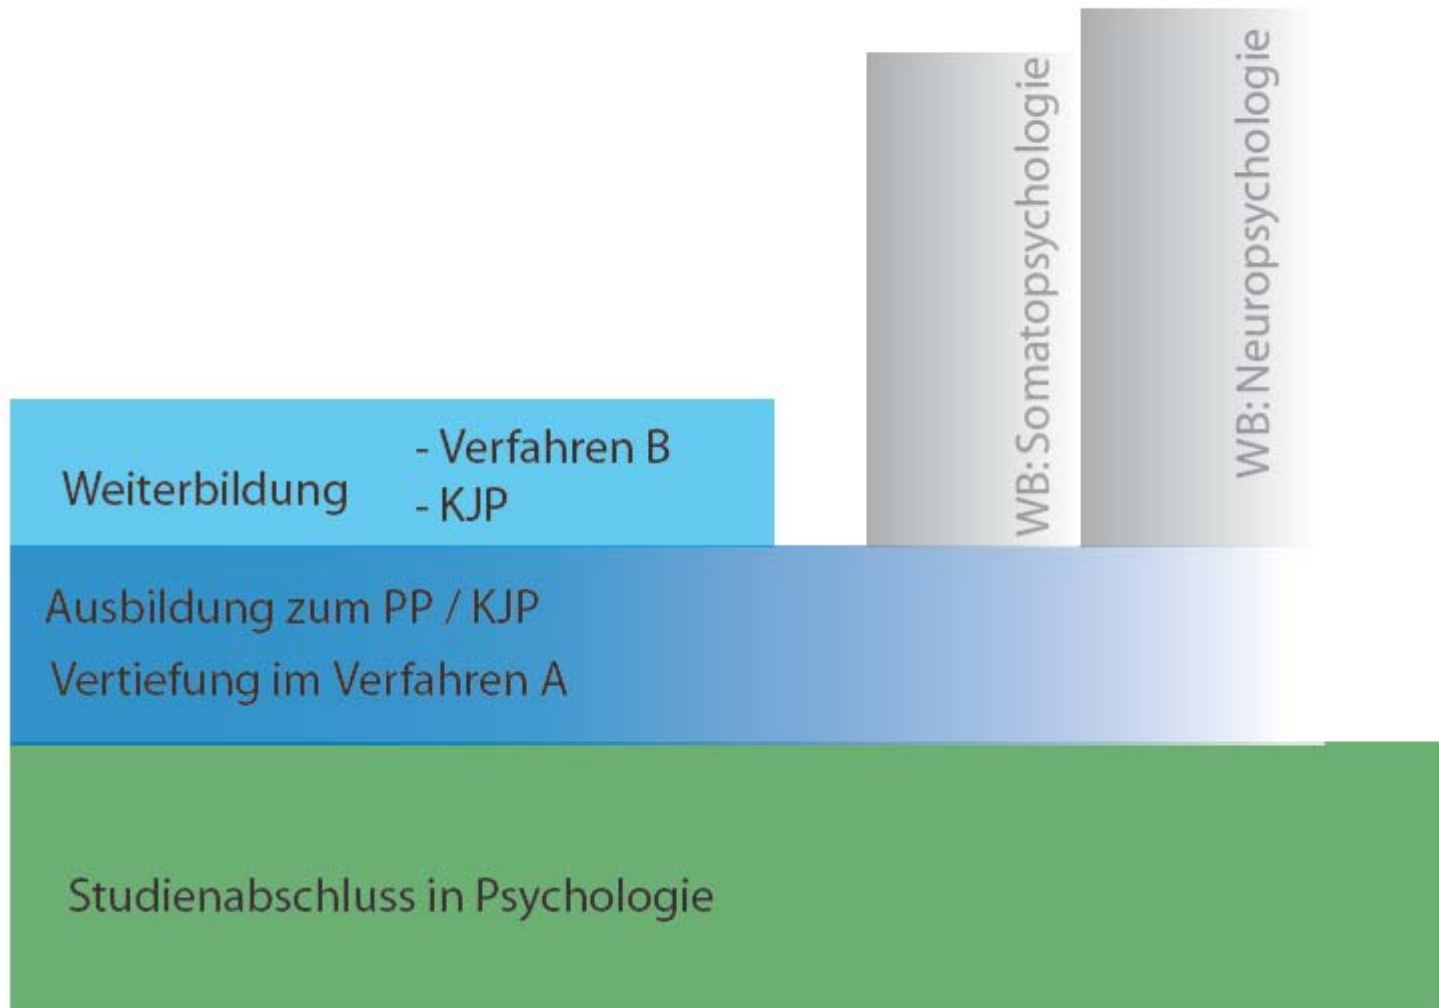 WB: Somatopsychologie
WB: Neuropsychologie
Weiterbildung
- Verfahren B
- KJP
Ausbildung zum PP / KJP
Vertiefung im Verfahren A
Studienabschluss in Psychologie